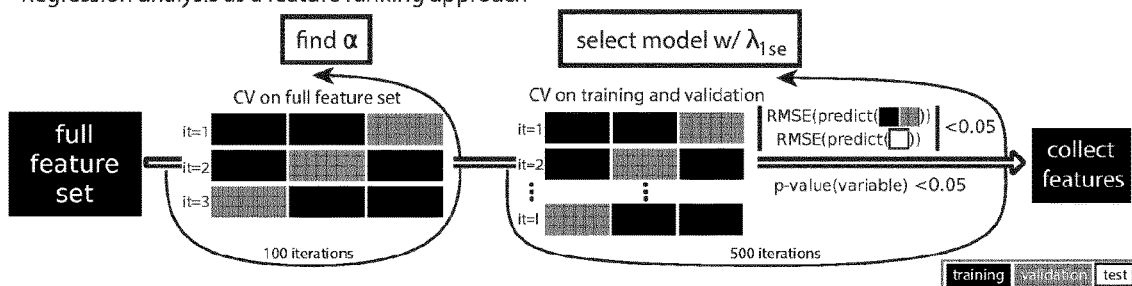 Regression analysis as a feature ranking approach
find α
select model w/ λ1se
CV on full feature set
CV on training and validation
full
feature
set
it=1
it=2
it=3
100 iterations
it=1
it=2
it=I
500 iterations
RMSE(predict( )) <0.05
RMSE(predict( ))
p-value(variable) <0.05
collect
features
training validation test